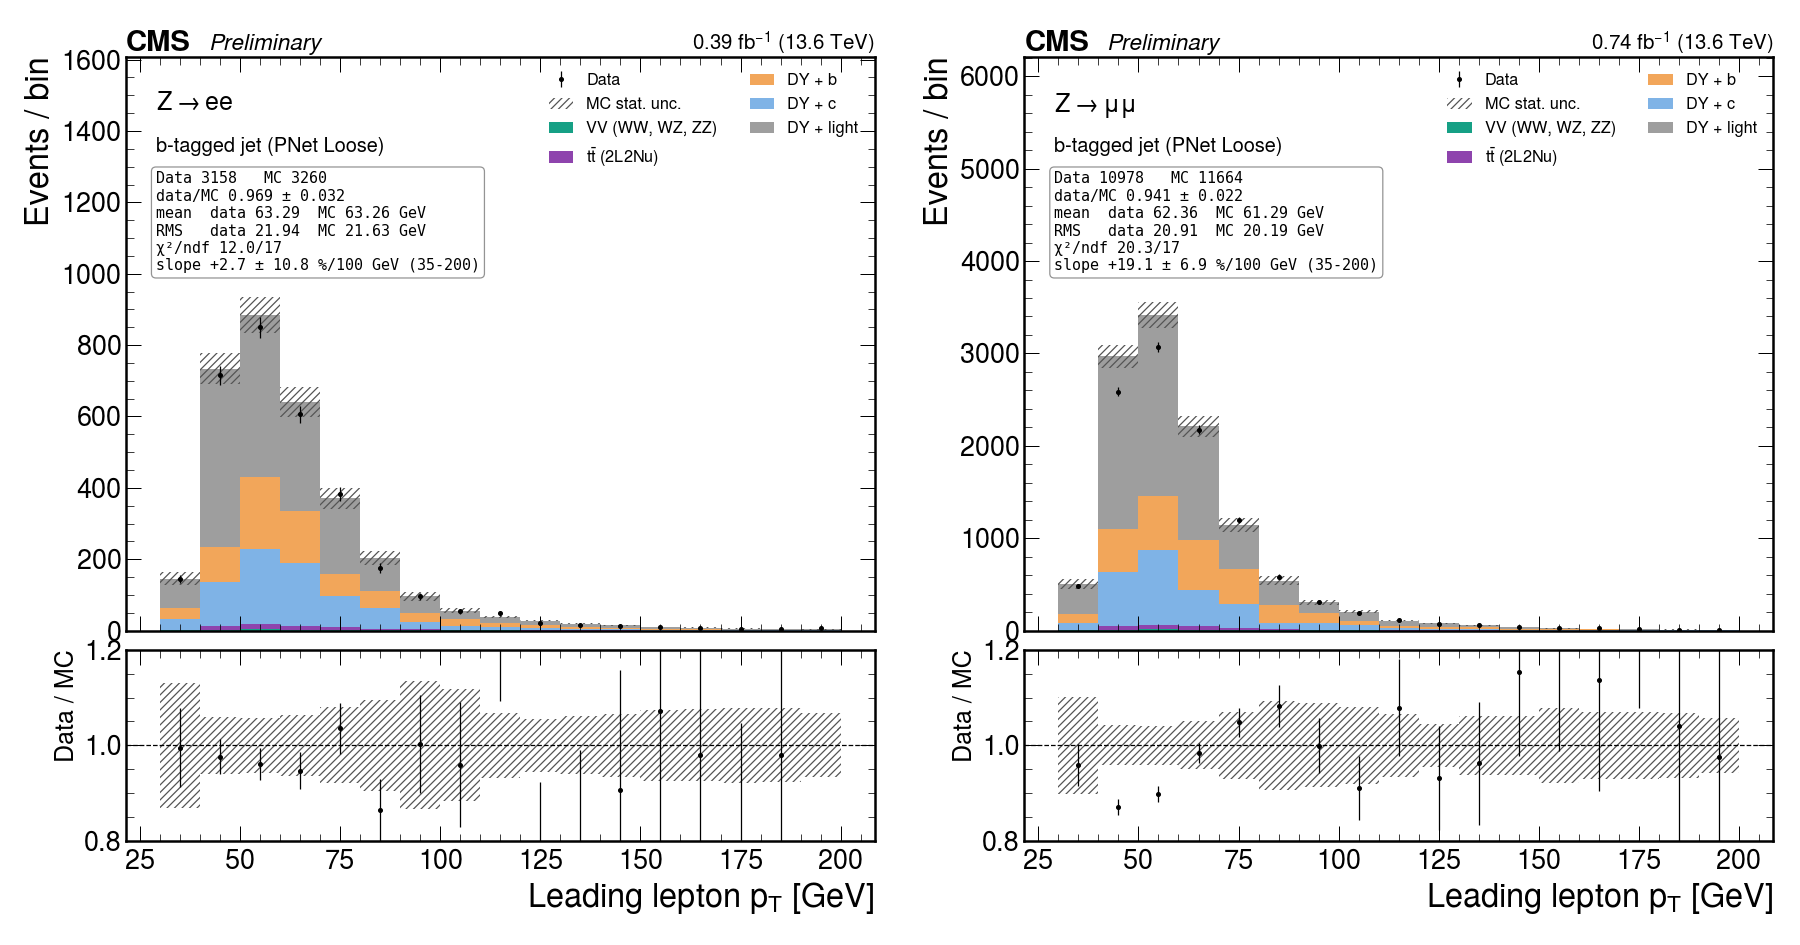 CMS Preliminary 0.39 fb⁻¹ (13.6 TeV)
Events / bin
1600
1400
1200
1000
800
600
400
200
0
Z → ee
b-tagged jet (PNet Loose)
Data 3158   MC 3260
data/MC 0.969 ± 0.032
mean  data 63.29  MC 63.26 GeV
RMS   data 21.94  MC 21.63 GeV
χ²/ndf 12.0/17
slope +2.7 ± 10.8 %/100 GeV (35-200)
Data
MC stat. unc.
VV (WW, WZ, ZZ)
tt̄ (2L2Nu)
DY + b
DY + c
DY + light
Data / MC
1.2
1.0
0.8
25 50 75 100 125 150 175 200
Leading lepton p_T [GeV]
CMS Preliminary 0.74 fb⁻¹ (13.6 TeV)
Events / bin
6000
5000
4000
3000
2000
1000
0
Z → μμ
b-tagged jet (PNet Loose)
Data 10978   MC 11664
data/MC 0.941 ± 0.022
mean  data 62.36  MC 61.29 GeV
RMS   data 20.91  MC 20.19 GeV
χ²/ndf 20.3/17
slope +19.1 ± 6.9 %/100 GeV (35-200)
Data
MC stat. unc.
VV (WW, WZ, ZZ)
tt̄ (2L2Nu)
DY + b
DY + c
DY + light
Data / MC
1.2
1.0
0.8
25 50 75 100 125 150 175 200
Leading lepton p_T [GeV]